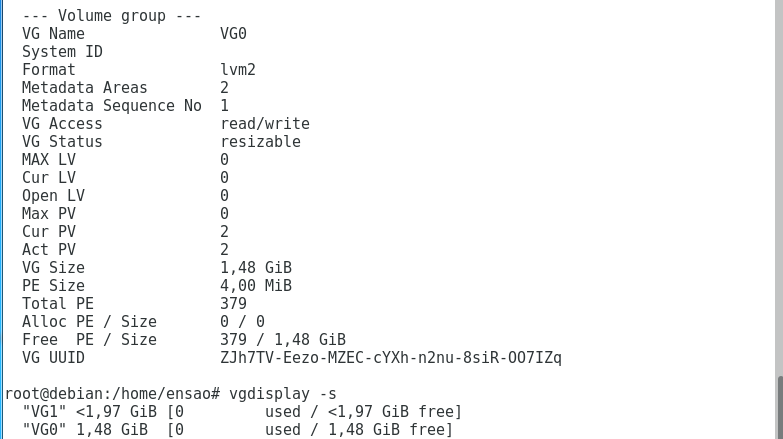 --- Volume group ---
VG Name               VG0
System ID
Format                lvm2
Metadata Areas        2
Metadata Sequence No  1
VG Access             read/write
VG Status             resizable
MAX LV                0
Cur LV                0
Open LV               0
Max PV                0
Cur PV                2
Act PV                2
VG Size               1,48 GiB
PE Size               4,00 MiB
Total PE              379
Alloc PE / Size       0 / 0
Free  PE / Size       379 / 1,48 GiB
VG UUID               ZJh7TV-Eezo-MZEC-cYXh-n2nu-8siR-OO7IZq
root@debian:/home/ensao# vgdisplay -s
"VG1" <1,97 GiB [0         used / <1,97 GiB free]
"VG0" 1,48 GiB  [0         used / 1,48 GiB free]